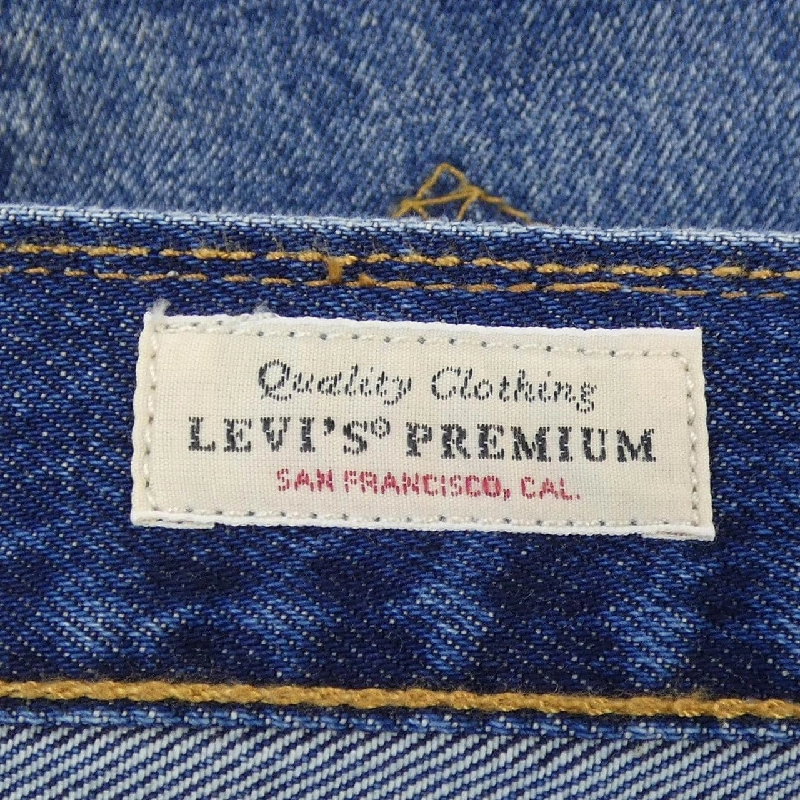 Quality Clothing
LEVI'S® PREMIUM
SAN FRANCISCO, CAL.